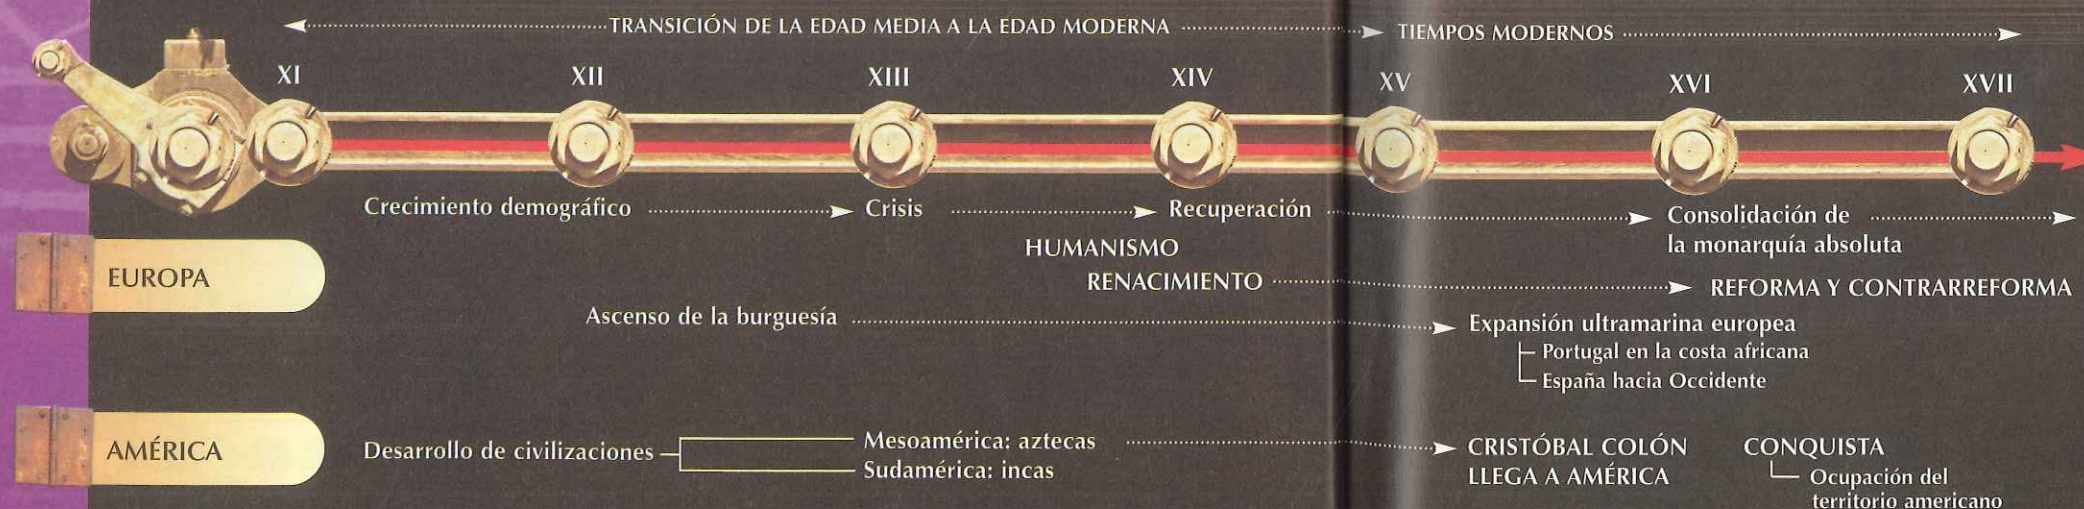 TRANSICIÓN DE LA EDAD MEDIA A LA EDAD MODERNA
TIEMPOS MODERNOS
XI
XII
XIII
XIV
XV
XVI
XVII
Crecimiento demográfico
Crisis
Recuperación
Consolidación de
la monarquía absoluta
EUROPA
HUMANISMO
RENACIMIENTO
REFORMA Y CONTRARREFORMA
Ascenso de la burguesía
Expansión ultramarina europea
Portugal en la costa africana
España hacia Occidente
AMÉRICA
Desarrollo de civilizaciones
Mesoamérica: aztecas
Sudamérica: incas
CRISTÓBAL COLÓN
LLEGA A AMÉRICA
CONQUISTA
Ocupación del
territorio americano